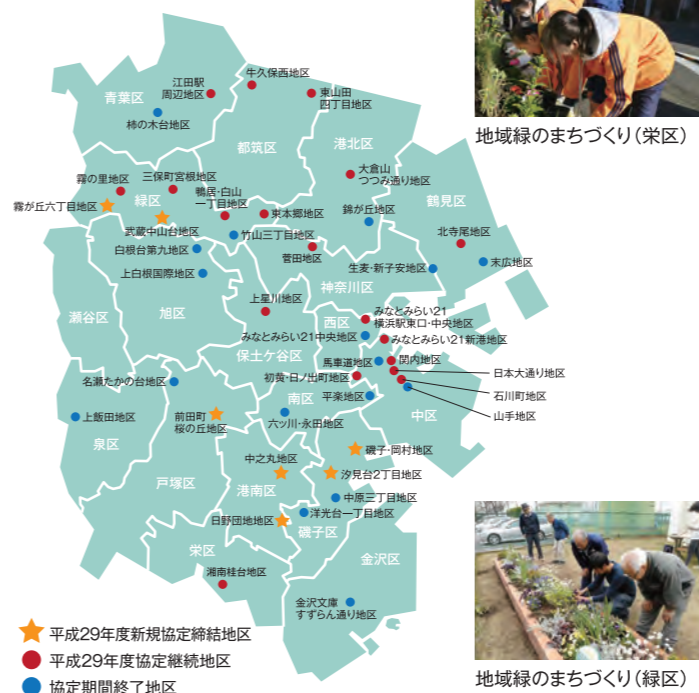 地域緑のまちづくり(栄区)
青葉区
江田駅
周辺地区
牛久保西地区
東山田
四丁目地区
柿の木台地区
都筑区
港北区
大倉山
つつみ通り地区
鶴見区
霧の里地区
三保町宮根地区
緑区
鴨居・白山
一丁目地区
霧が丘六丁目地区
東本郷地区
錦が丘地区
北寺尾地区
武蔵中山台地区
竹山三丁目地区
白根台第九地区
菅田地区
末広地区
上白根国際地区
生麦・新子安地区
神奈川区
瀬谷区
旭区
上星川地区
西区
みなとみらい21
横浜駅東口・中央地区
みなとみらい21中央地区
みなとみらい21新港地区
保土ケ谷区
馬車道地区
関内地区
日本大通り地区
名瀬たかの台地区
初黄・日ノ出町地区
石川町地区
南区
平楽地区
中区
山手地区
上飯田地区
前田町
桜の丘地区
六ッ川・永田地区
泉区
磯子・岡村地区
中之丸地区
汐見台2丁目地区
戸塚区
港南区
中原三丁目地区
日野団地地区
洋光台一丁目地区
磯子区
栄区
金沢区
湘南桂台地区
金沢文庫
すずらん通り地区
平成29年度新規協定締結地区
平成29年度協定継続地区
協定期間終了地区
地域緑のまちづくり(緑区)